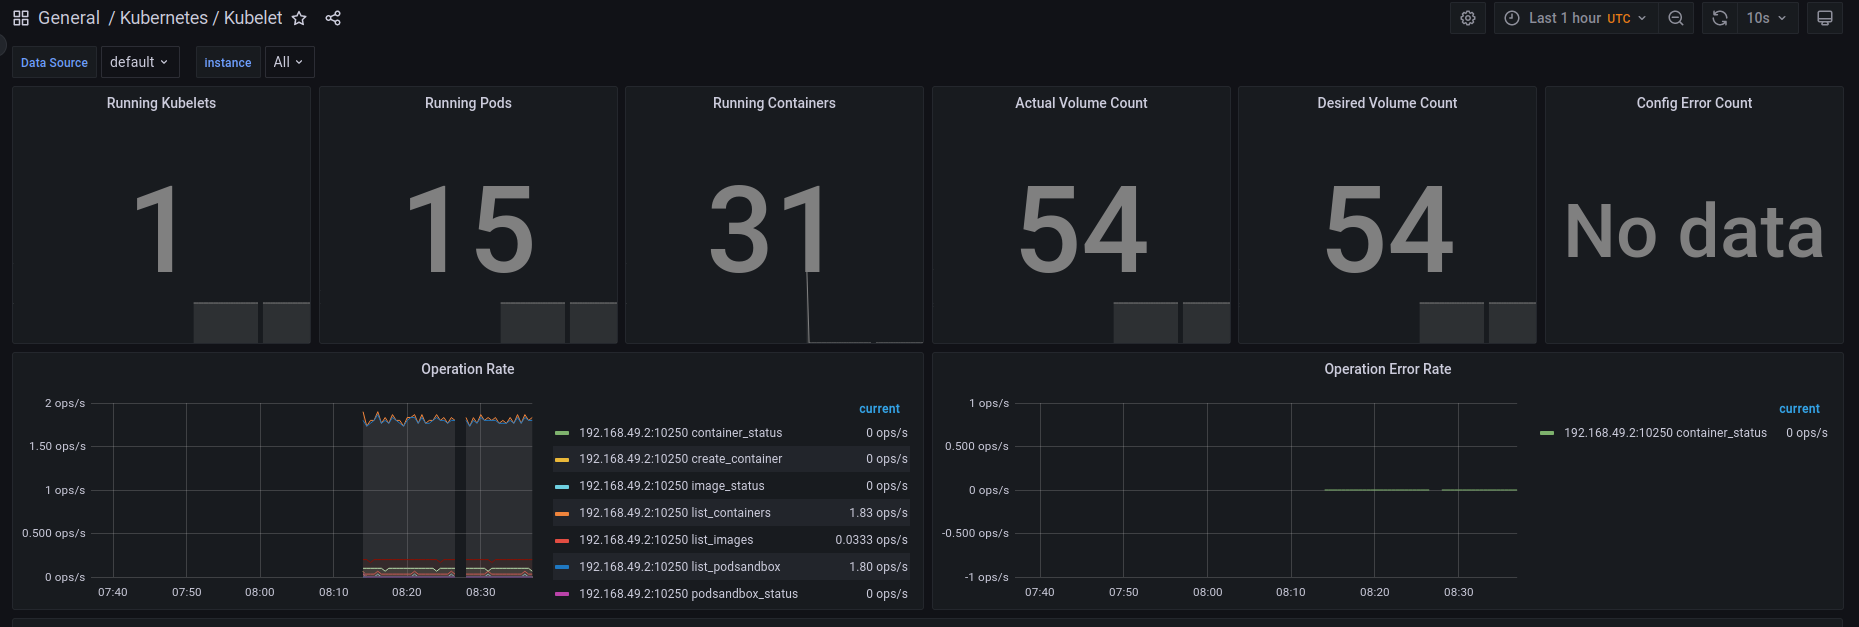 General / Kubernetes / Kubelet
Last 1 hour UTC
10s
Data Source default instance All
Running Kubelets
1
Running Pods
15
Running Containers
31
Actual Volume Count
54
Desired Volume Count
54
Config Error Count
No data
Operation Rate
2 ops/s
1.50 ops/s
1 ops/s
0.500 ops/s
0 ops/s
07:40 07:50 08:00 08:10 08:20 08:30
current
192.168.49.2:10250 container_status 0 ops/s
192.168.49.2:10250 create_container 0 ops/s
192.168.49.2:10250 image_status 0 ops/s
192.168.49.2:10250 list_containers 1.83 ops/s
192.168.49.2:10250 list_images 0.0333 ops/s
192.168.49.2:10250 list_podsandbox 1.80 ops/s
192.168.49.2:10250 podsandbox_status 0 ops/s
Operation Error Rate
1 ops/s
0.500 ops/s
0 ops/s
-0.500 ops/s
-1 ops/s
07:40 07:50 08:00 08:10 08:20 08:30
current
192.168.49.2:10250 container_status 0 ops/s